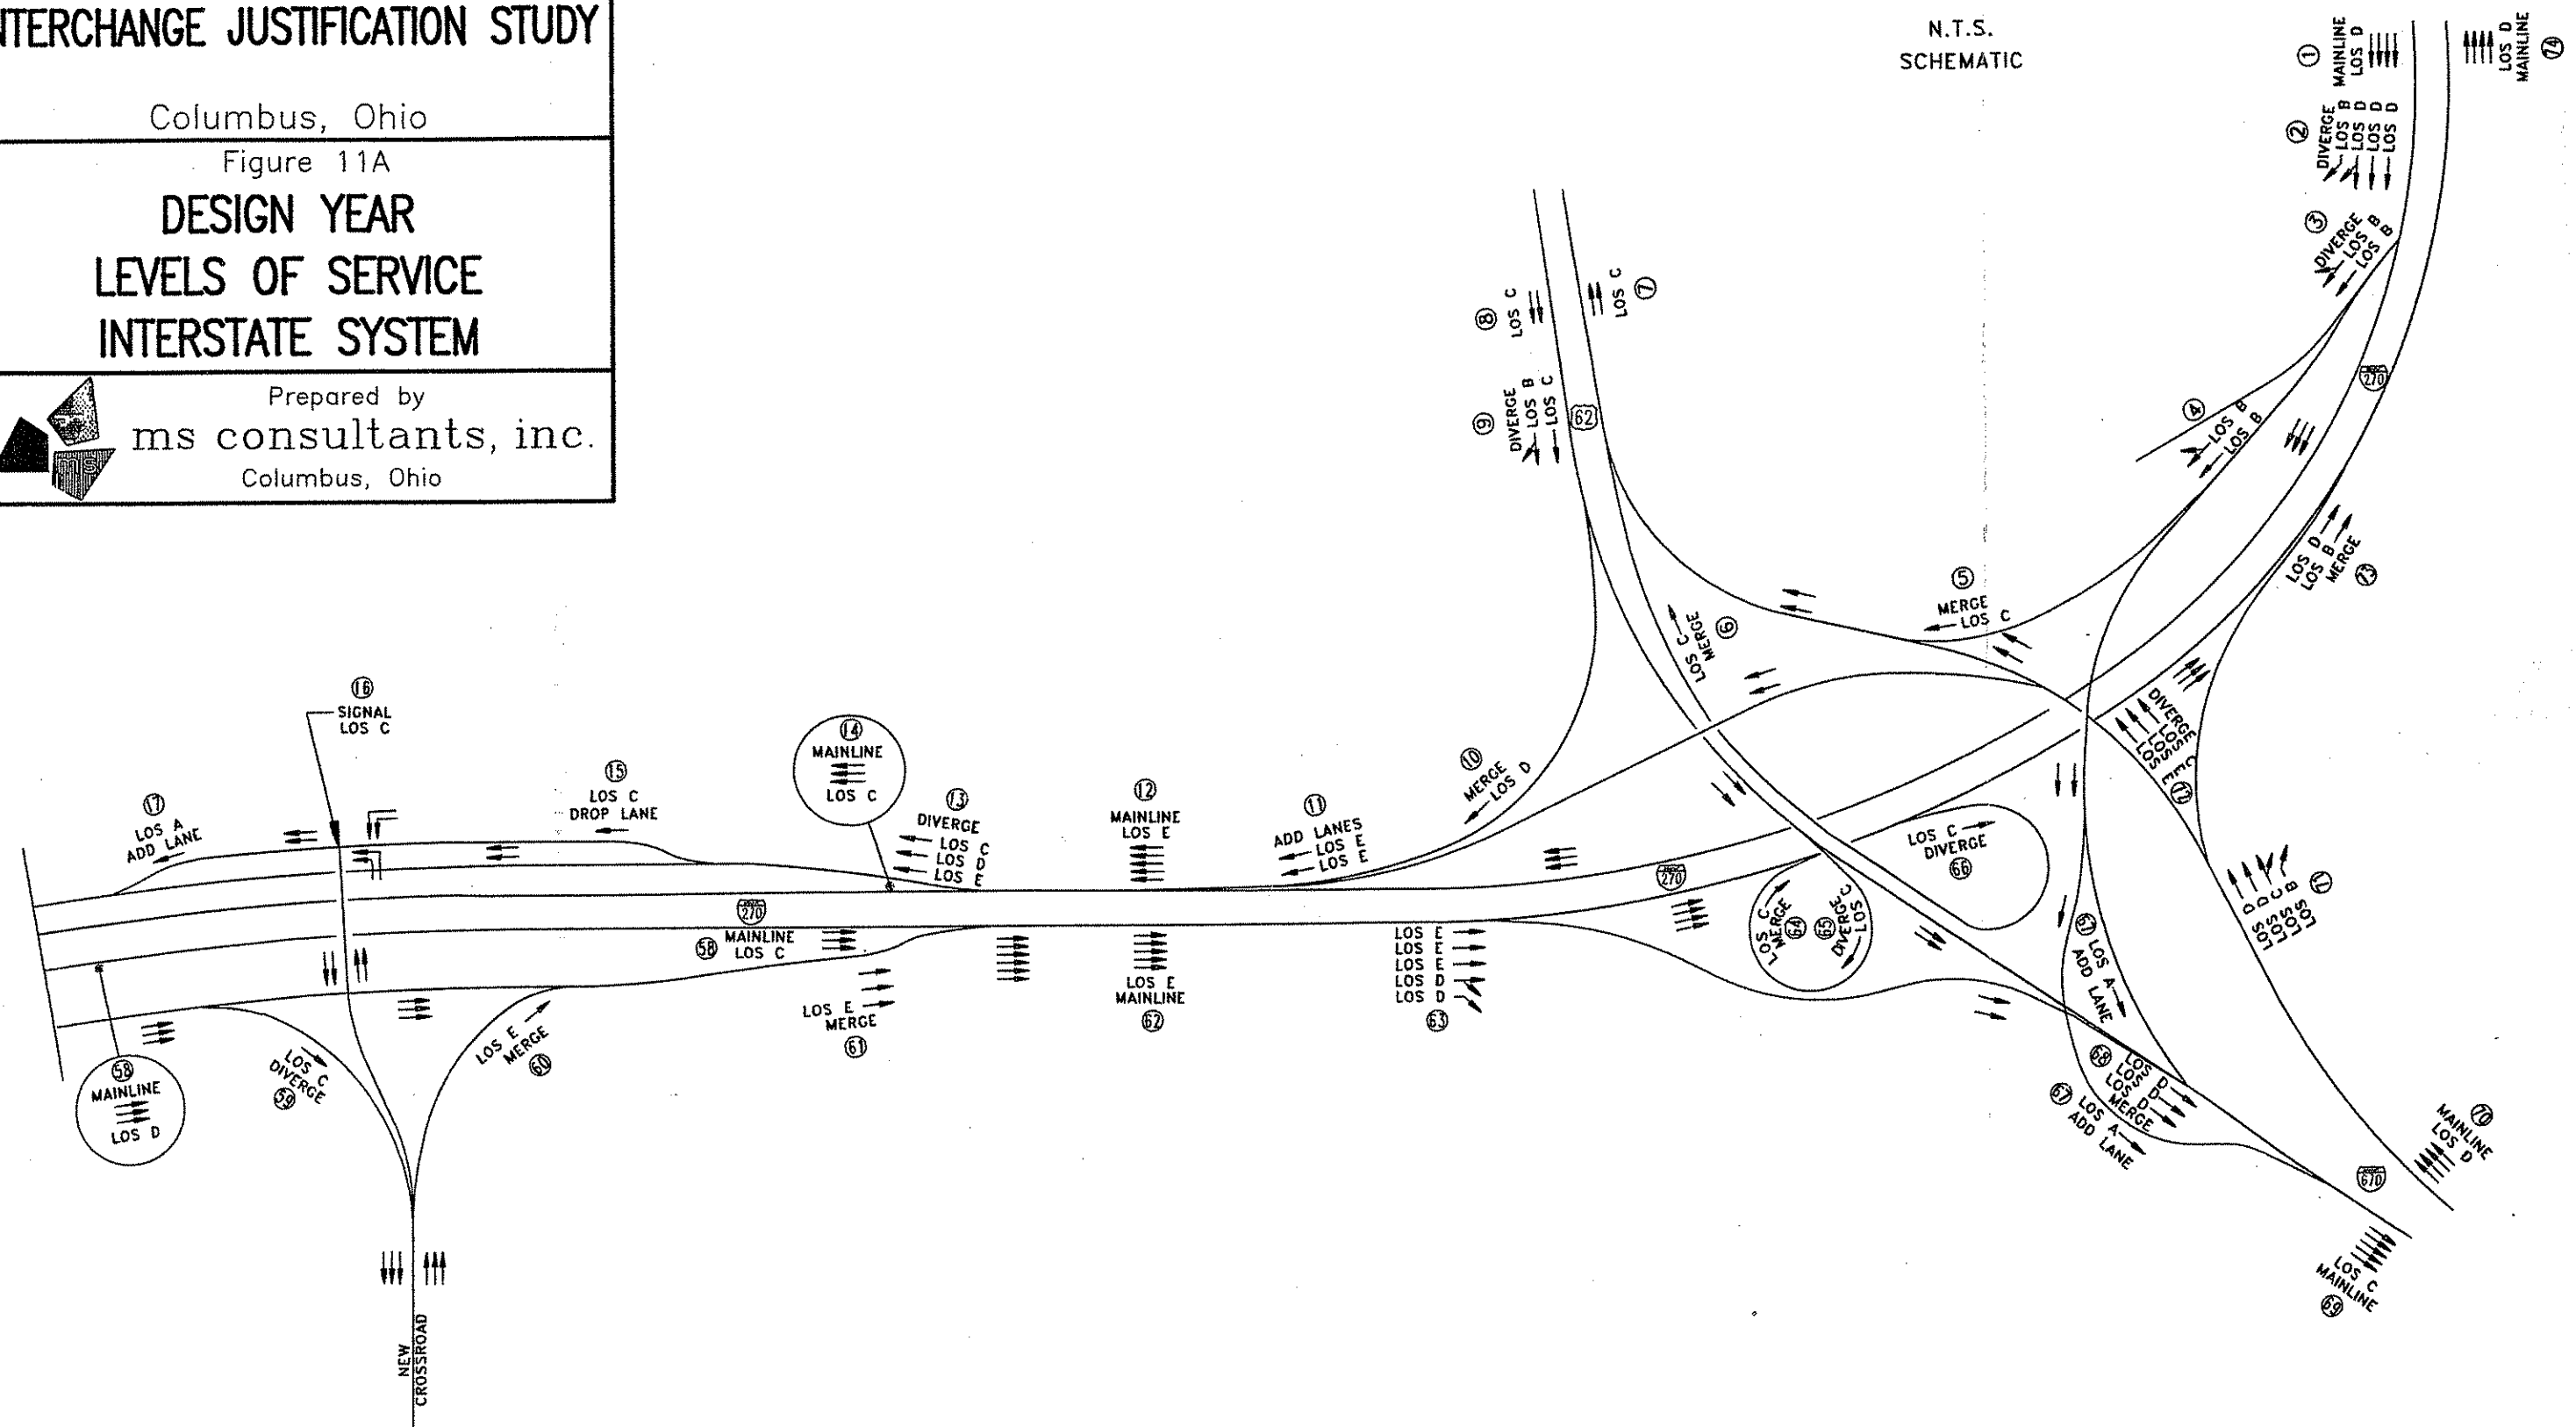 NTERCHANGE JUSTIFICATION STUDY
Columbus, Ohio
Figure 11A
DESIGN YEAR
LEVELS OF SERVICE
INTERSTATE SYSTEM
Prepared by
ms consultants, inc.
Columbus, Ohio
ms
N.T.S.
SCHEMATIC
1
MAINLINE
LOS D
74
LOS D
MAINLINE
2
DIVERGE
LOS B
LOS D
LOS D
LOS D
3
DIVERGE
LOS B
LOS B
270
4
LOS B
LOS B
5
MERGE
LOS C
6
MERGE
LOS C
7
LOS C
8
LOS C
9
DIVERGE
LOS B
LOS C
62
10
MERGE
LOS D
11
ADD LANES
LOS E
LOS E
12
MAINLINE
LOS E
13
DIVERGE
LOS C
LOS D
LOS E
14
MAINLINE
LOS C
15
LOS C
DROP LANE
16
SIGNAL
LOS C
17
LOS A
ADD LANE
270
58
MAINLINE
LOS C
58
MAINLINE
LOS D
LOS C
DIVERGE
59
LOS E
MERGE
60
LOS E
MERGE
61
LOS E
MAINLINE
62
LOS E
LOS E
LOS E
LOS D
LOS D
63
270
LOS C
MERGE
64
65
DIVERGE
LOS C
LOS C
DIVERGE
66
67
LOS A
ADD LANE
68
LOS D
LOS D
LOS D
MERGE
67
LOS A
ADD LANE
LOS C
MAINLINE
69
670
70
MAINLINE
LOS D
71
LOS D
LOS D
LOS C
LOS B
DIVERGE
LOS C
LOS E
LOS E
72
LOS D
LOS B
MERGE
73
NEW
CROSSROAD